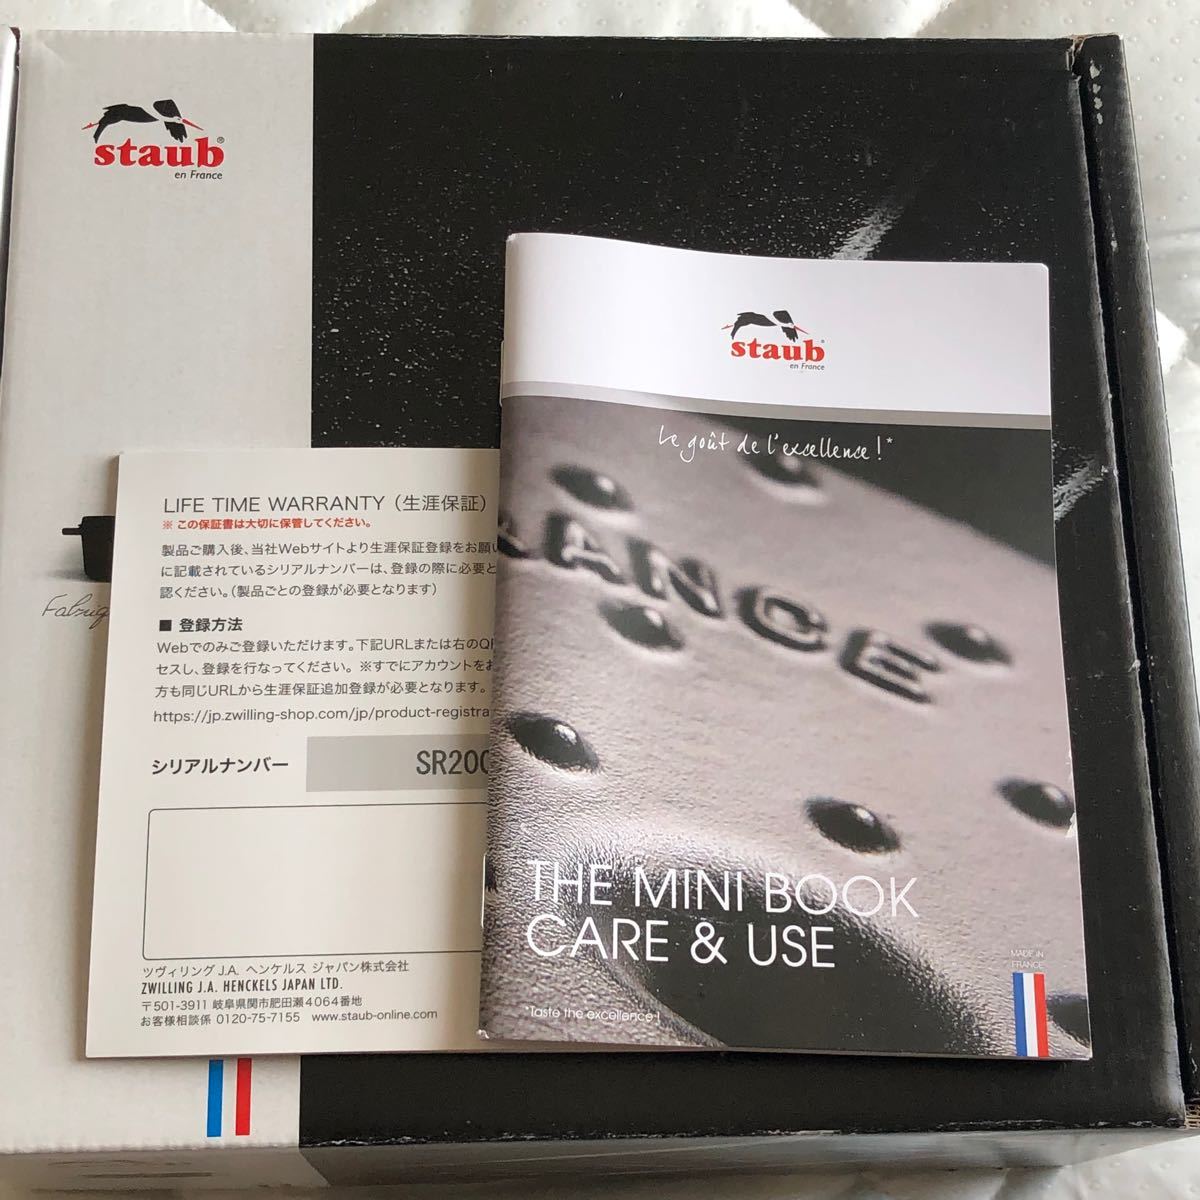 staub®
en France
staub
en France
Le goût de l'excellence!*
LANCE
THE MINI BOOK
CARE & USE
MADE IN
FRANCE
*Taste the excellence!
LIFE TIME WARRANTY（生涯保証）
※ この保証書は大切に保管してください。
製品ご購入後、当社Webサイトより生涯保証登録をお願い
に記載されているシリアルナンバーは、登録の際に必要と
認ください。（製品ごとの登録が必要となります）
■ 登録方法
Webでのみご登録いただけます。下記URLまたは右のQ
セスし、登録を行なってください。※すでにアカウントをお
方も同じURLから生涯保証追加登録が必要となります。
https://jp.zwilling-shop.com/jp/product-registra
シリアルナンバー SR200
ツヴィリング J.A. ヘンケルス ジャパン株式会社
ZWILLING J.A. HENCKELS JAPAN LTD.
〒501-3911 岐阜県関市肥田瀬4064番地
お客様相談係 0120-75-7155 www.staub-online.com
Fabriq